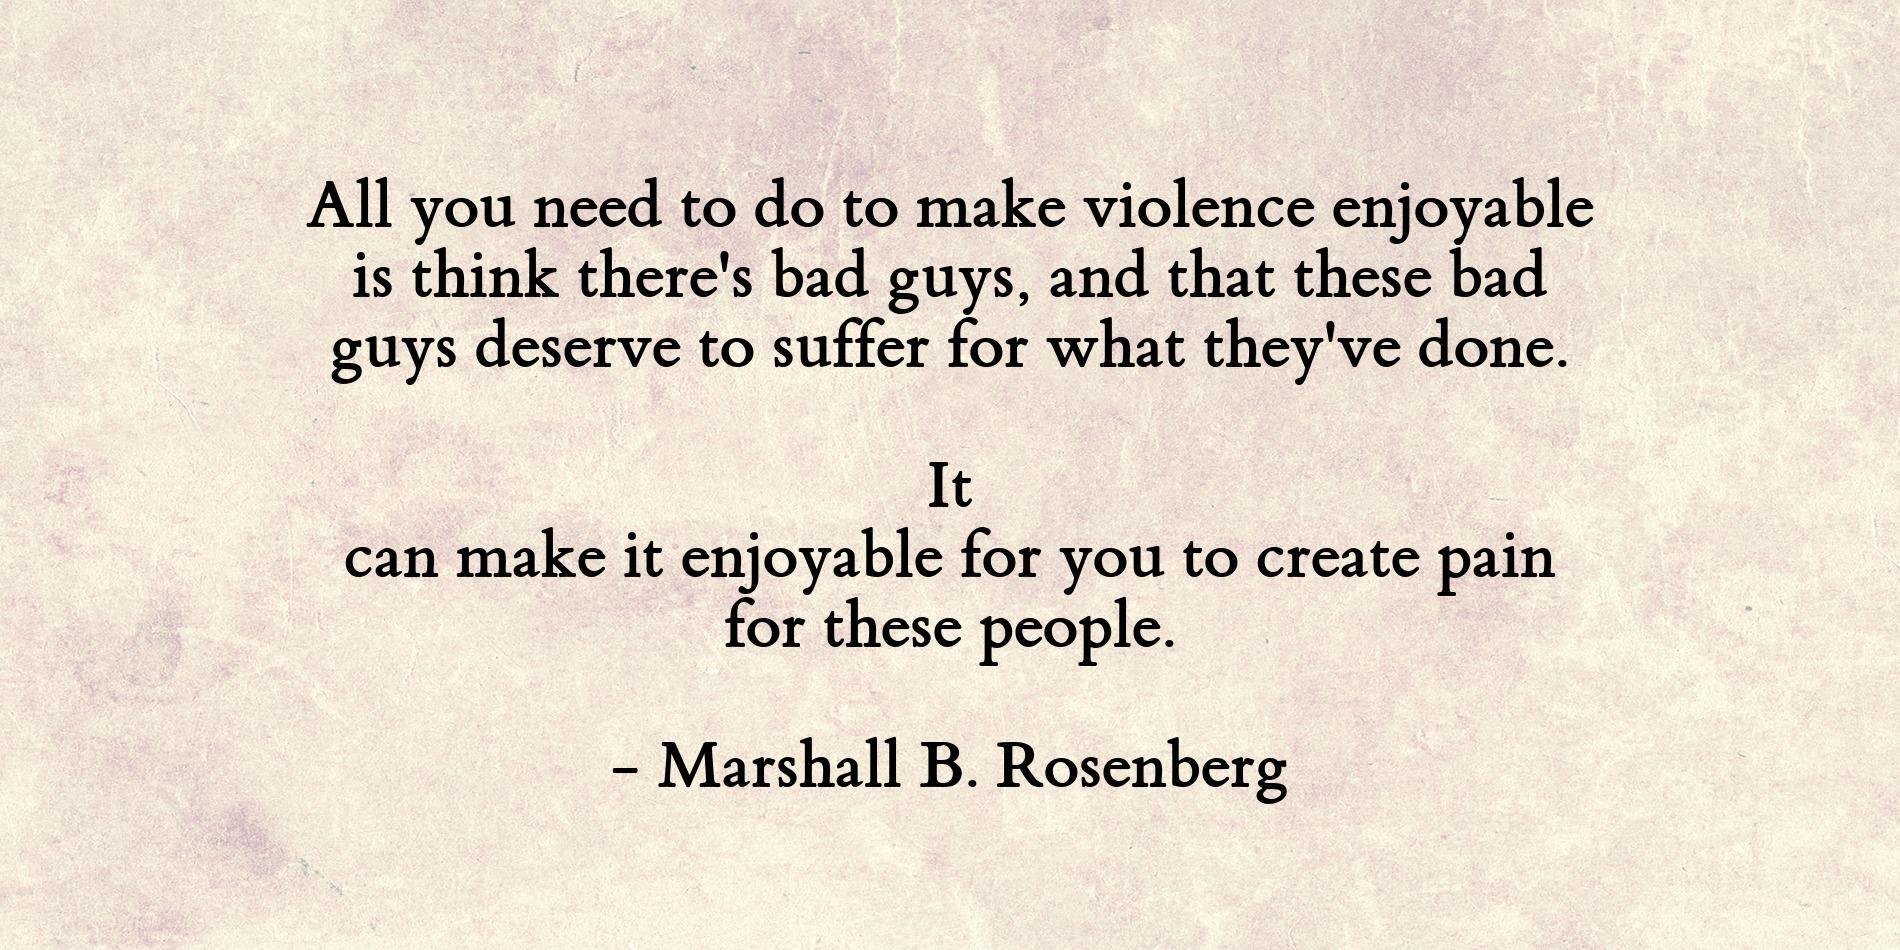 All you need to do to make violence enjoyable
is think there's bad guys, and that these bad
guys deserve to suffer for what they've done.
It
can make it enjoyable for you to create pain
for these people.
– Marshall B. Rosenberg